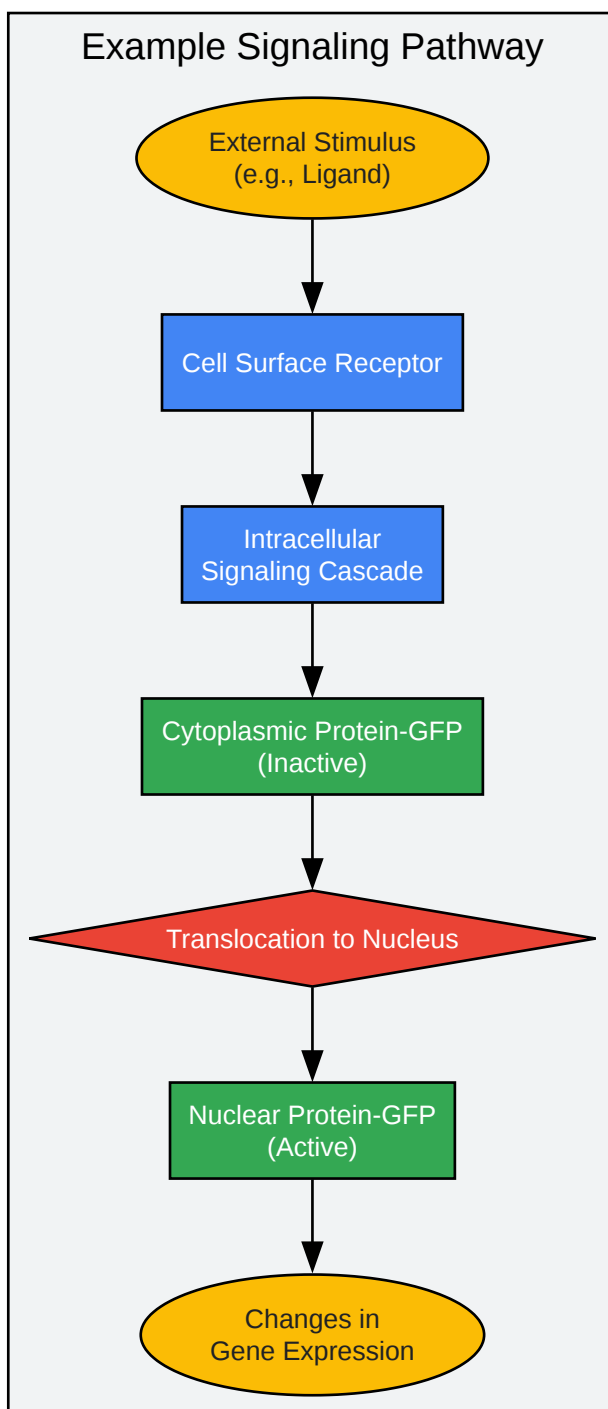 Example Signaling Pathway
External Stimulus
(e.g., Ligand)
Cell Surface Receptor
Intracellular
Signaling Cascade
Cytoplasmic Protein-GFP
(Inactive)
Translocation to Nucleus
Nuclear Protein-GFP
(Active)
Changes in
Gene Expression